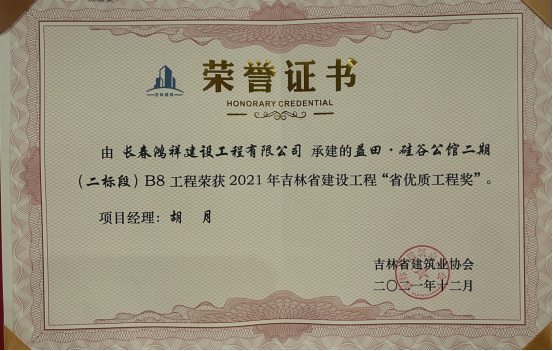 荣誉证书
HONORARY CREDENTIAL
由 长春鸿祥建设工程有限公司 承建的益田·硅谷公馆二期
（二标段）B8 工程荣获 2021 年吉林省建设工程“省优质工程奖”。
项目经理：胡 月
吉林省建筑业协会
二〇二一年十二月